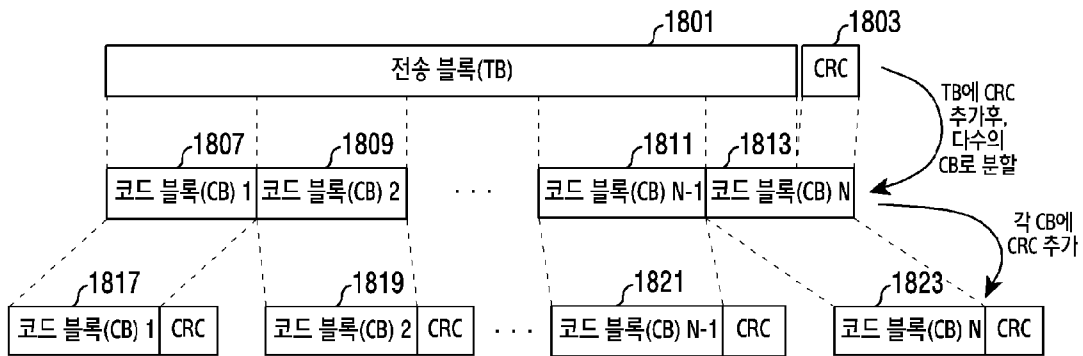 1801
1803
전송 블록(TB)
CRC
TB에 CRC
추가후,
다수의
CB로 분할
1807
1809
1811
1813
코드 블록(CB) 1
코드 블록(CB) 2
· · ·
코드 블록(CB) N-1
코드 블록(CB) N
각 CB에
CRC 추가
1817
1819
1821
1823
코드 블록(CB) 1
CRC
코드 블록(CB) 2
CRC
· · ·
코드 블록(CB) N-1
CRC
코드 블록(CB) N
CRC